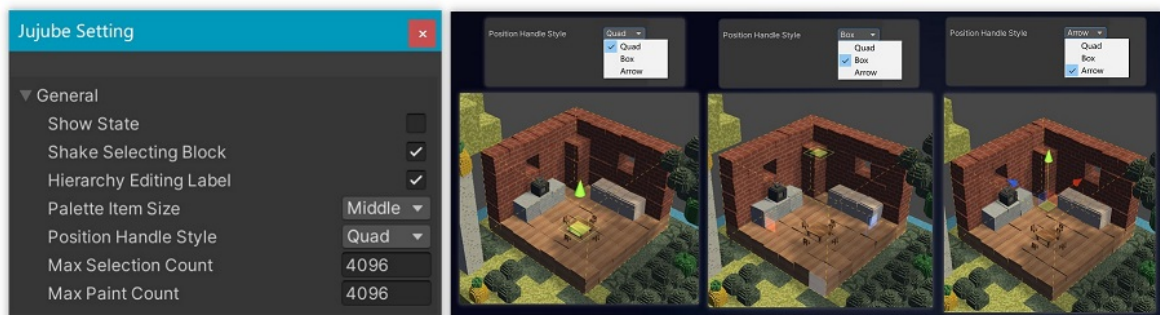 Jujube Setting
×
General
Show State
Shake Selecting Block
Hierarchy Editing Label
Palette Item Size Middle
Position Handle Style Quad
Max Selection Count 4096
Max Paint Count 4096
Position Handle Style Quad
Quad
Box
Arrow
Position Handle Style Box
Quad
Box
Arrow
Position Handle Style Arrow
Quad
Box
Arrow